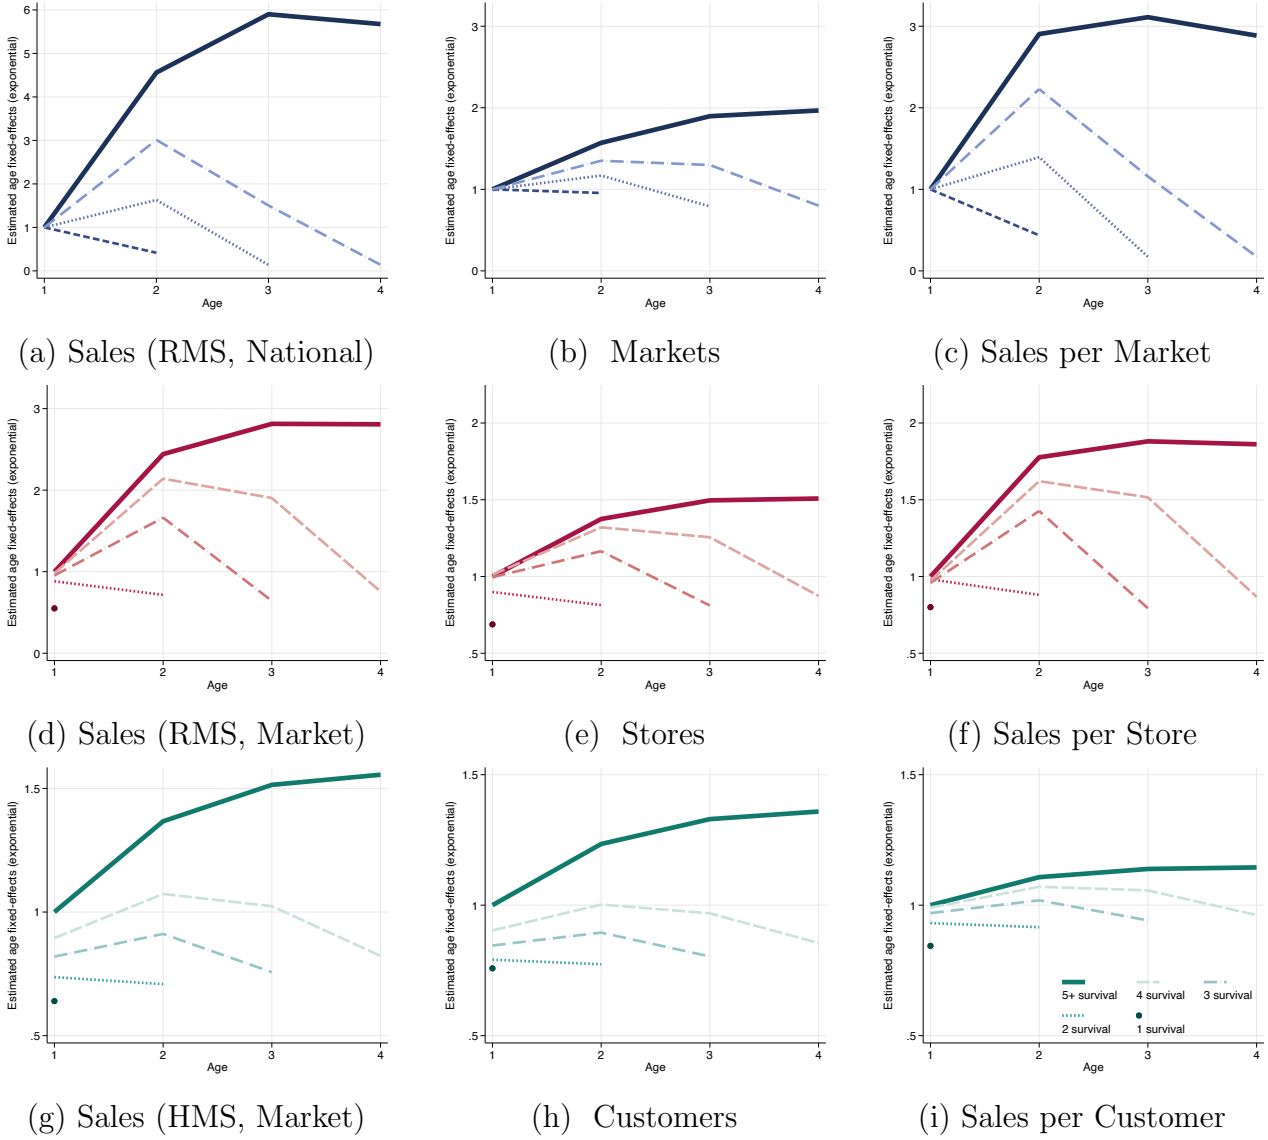 Estimated age fixed-effects (exponential)
6
5
4
3
2
1
0
1 2 3 4
Age
(a) Sales (RMS, National)
Estimated age fixed-effects (exponential)
3
2
1
0
1 2 3 4
Age
(b) Markets
Estimated age fixed-effects (exponential)
3
2
1
0
1 2 3 4
Age
(c) Sales per Market
Estimated age fixed-effects (exponential)
3
2
1
0
1 2 3 4
Age
(d) Sales (RMS, Market)
Estimated age fixed-effects (exponential)
2
1.5
1
.5
1 2 3 4
Age
(e) Stores
Estimated age fixed-effects (exponential)
2
1.5
1
.5
1 2 3 4
Age
(f) Sales per Store
Estimated age fixed-effects (exponential)
1.5
1
.5
1 2 3 4
Age
(g) Sales (HMS, Market)
Estimated age fixed-effects (exponential)
1.5
1
.5
1 2 3 4
Age
(h) Customers
Estimated age fixed-effects (exponential)
1.5
1
.5
5+ survival 4 survival 3 survival
2 survival 1 survival
1 2 3 4
Age
(i) Sales per Customer